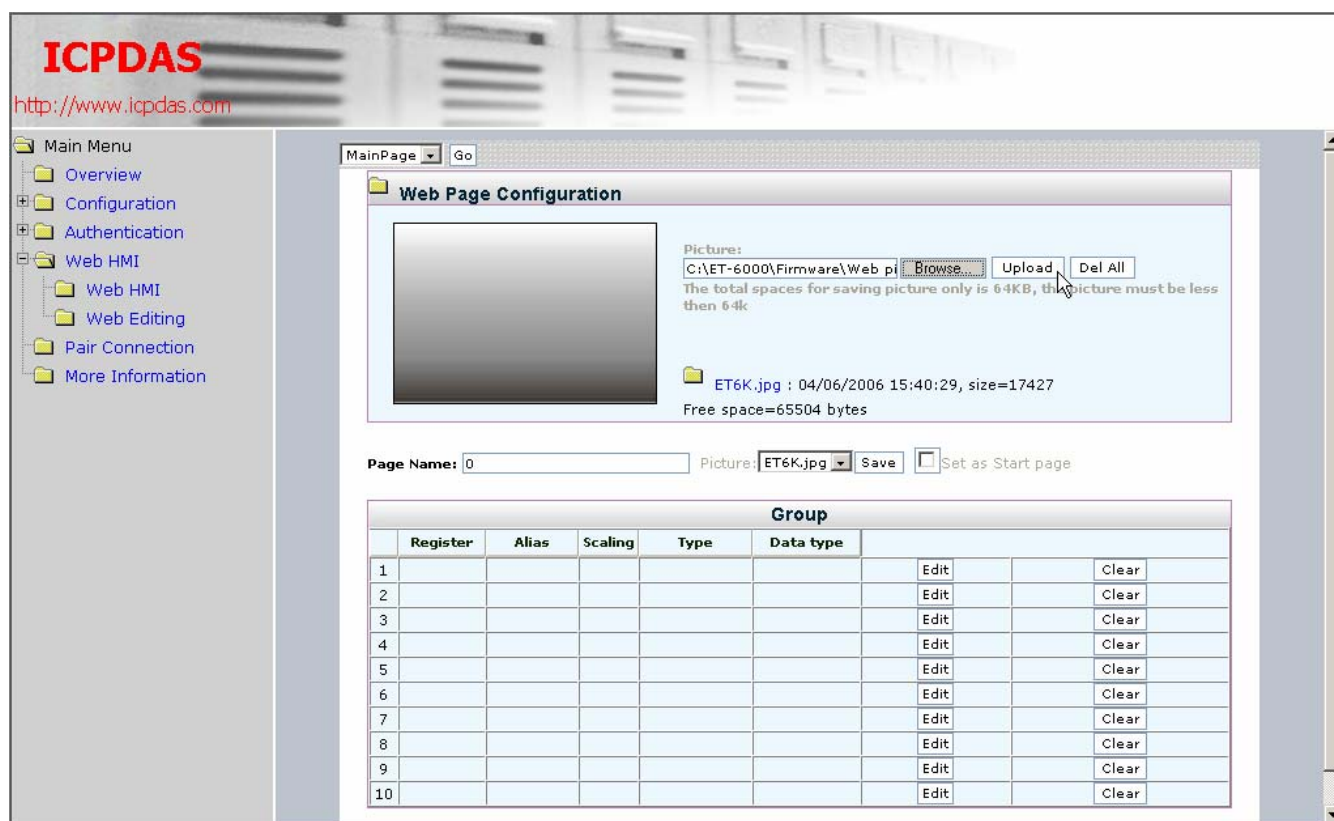 ICPDAS
http://www.icpdas.com
Main Menu
Overview
Configuration
Authentication
Web HMI
Web HMI
Web Editing
Pair Connection
More Information
MainPage Go
Web Page Configuration
Picture:
C:\ET-6000\Firmware\Web pi Browse... Upload Del All
The total spaces for saving picture only is 64KB, the picture must be less
then 64k
ET6K.jpg : 04/06/2006 15:40:29, size=17427
Free space=65504 bytes
Page Name: 0 Picture: ET6K.jpg Save Set as Start page
Group
Register Alias Scaling Type Data type
1 Edit Clear
2 Edit Clear
3 Edit Clear
4 Edit Clear
5 Edit Clear
6 Edit Clear
7 Edit Clear
8 Edit Clear
9 Edit Clear
10 Edit Clear